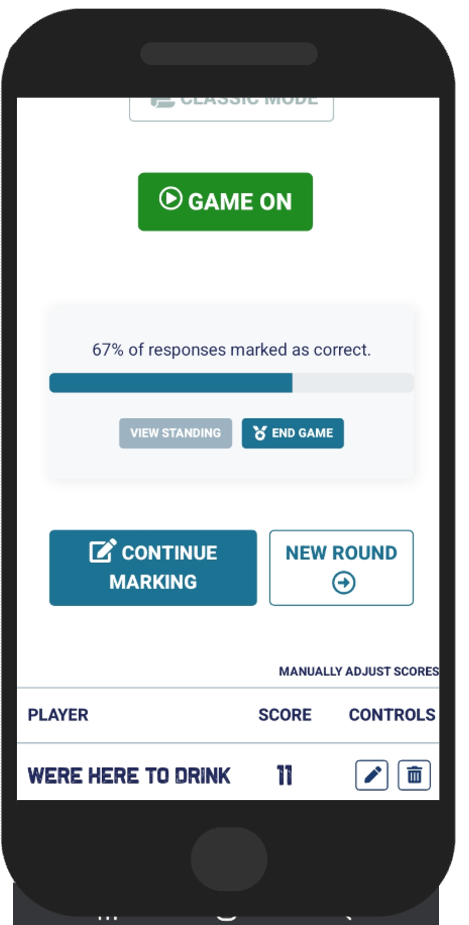 CLASSIC MODE
GAME ON
67% of responses marked as correct.
VIEW STANDING END GAME
CONTINUE
MARKING
NEW ROUND
MANUALLY ADJUST SCORES
PLAYER SCORE CONTROLS
WERE HERE TO DRINK 11